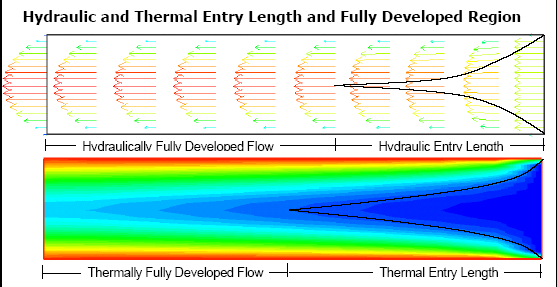 Hydraulic and Thermal Entry Length and Fully Developed Region
Hydraulically Fully Developed Flow
Hydraulic Entry Length
Thermally Fully Developed Flow
Thermal Entry Length